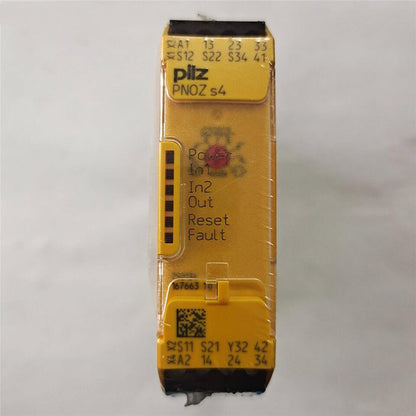 A1 13 23 33
S12 S22 S34 41
pilz
PNOZ s4
Power
In1
In2
Out
Reset
Fault
S11 S21 Y32 42
A2 14 24 34